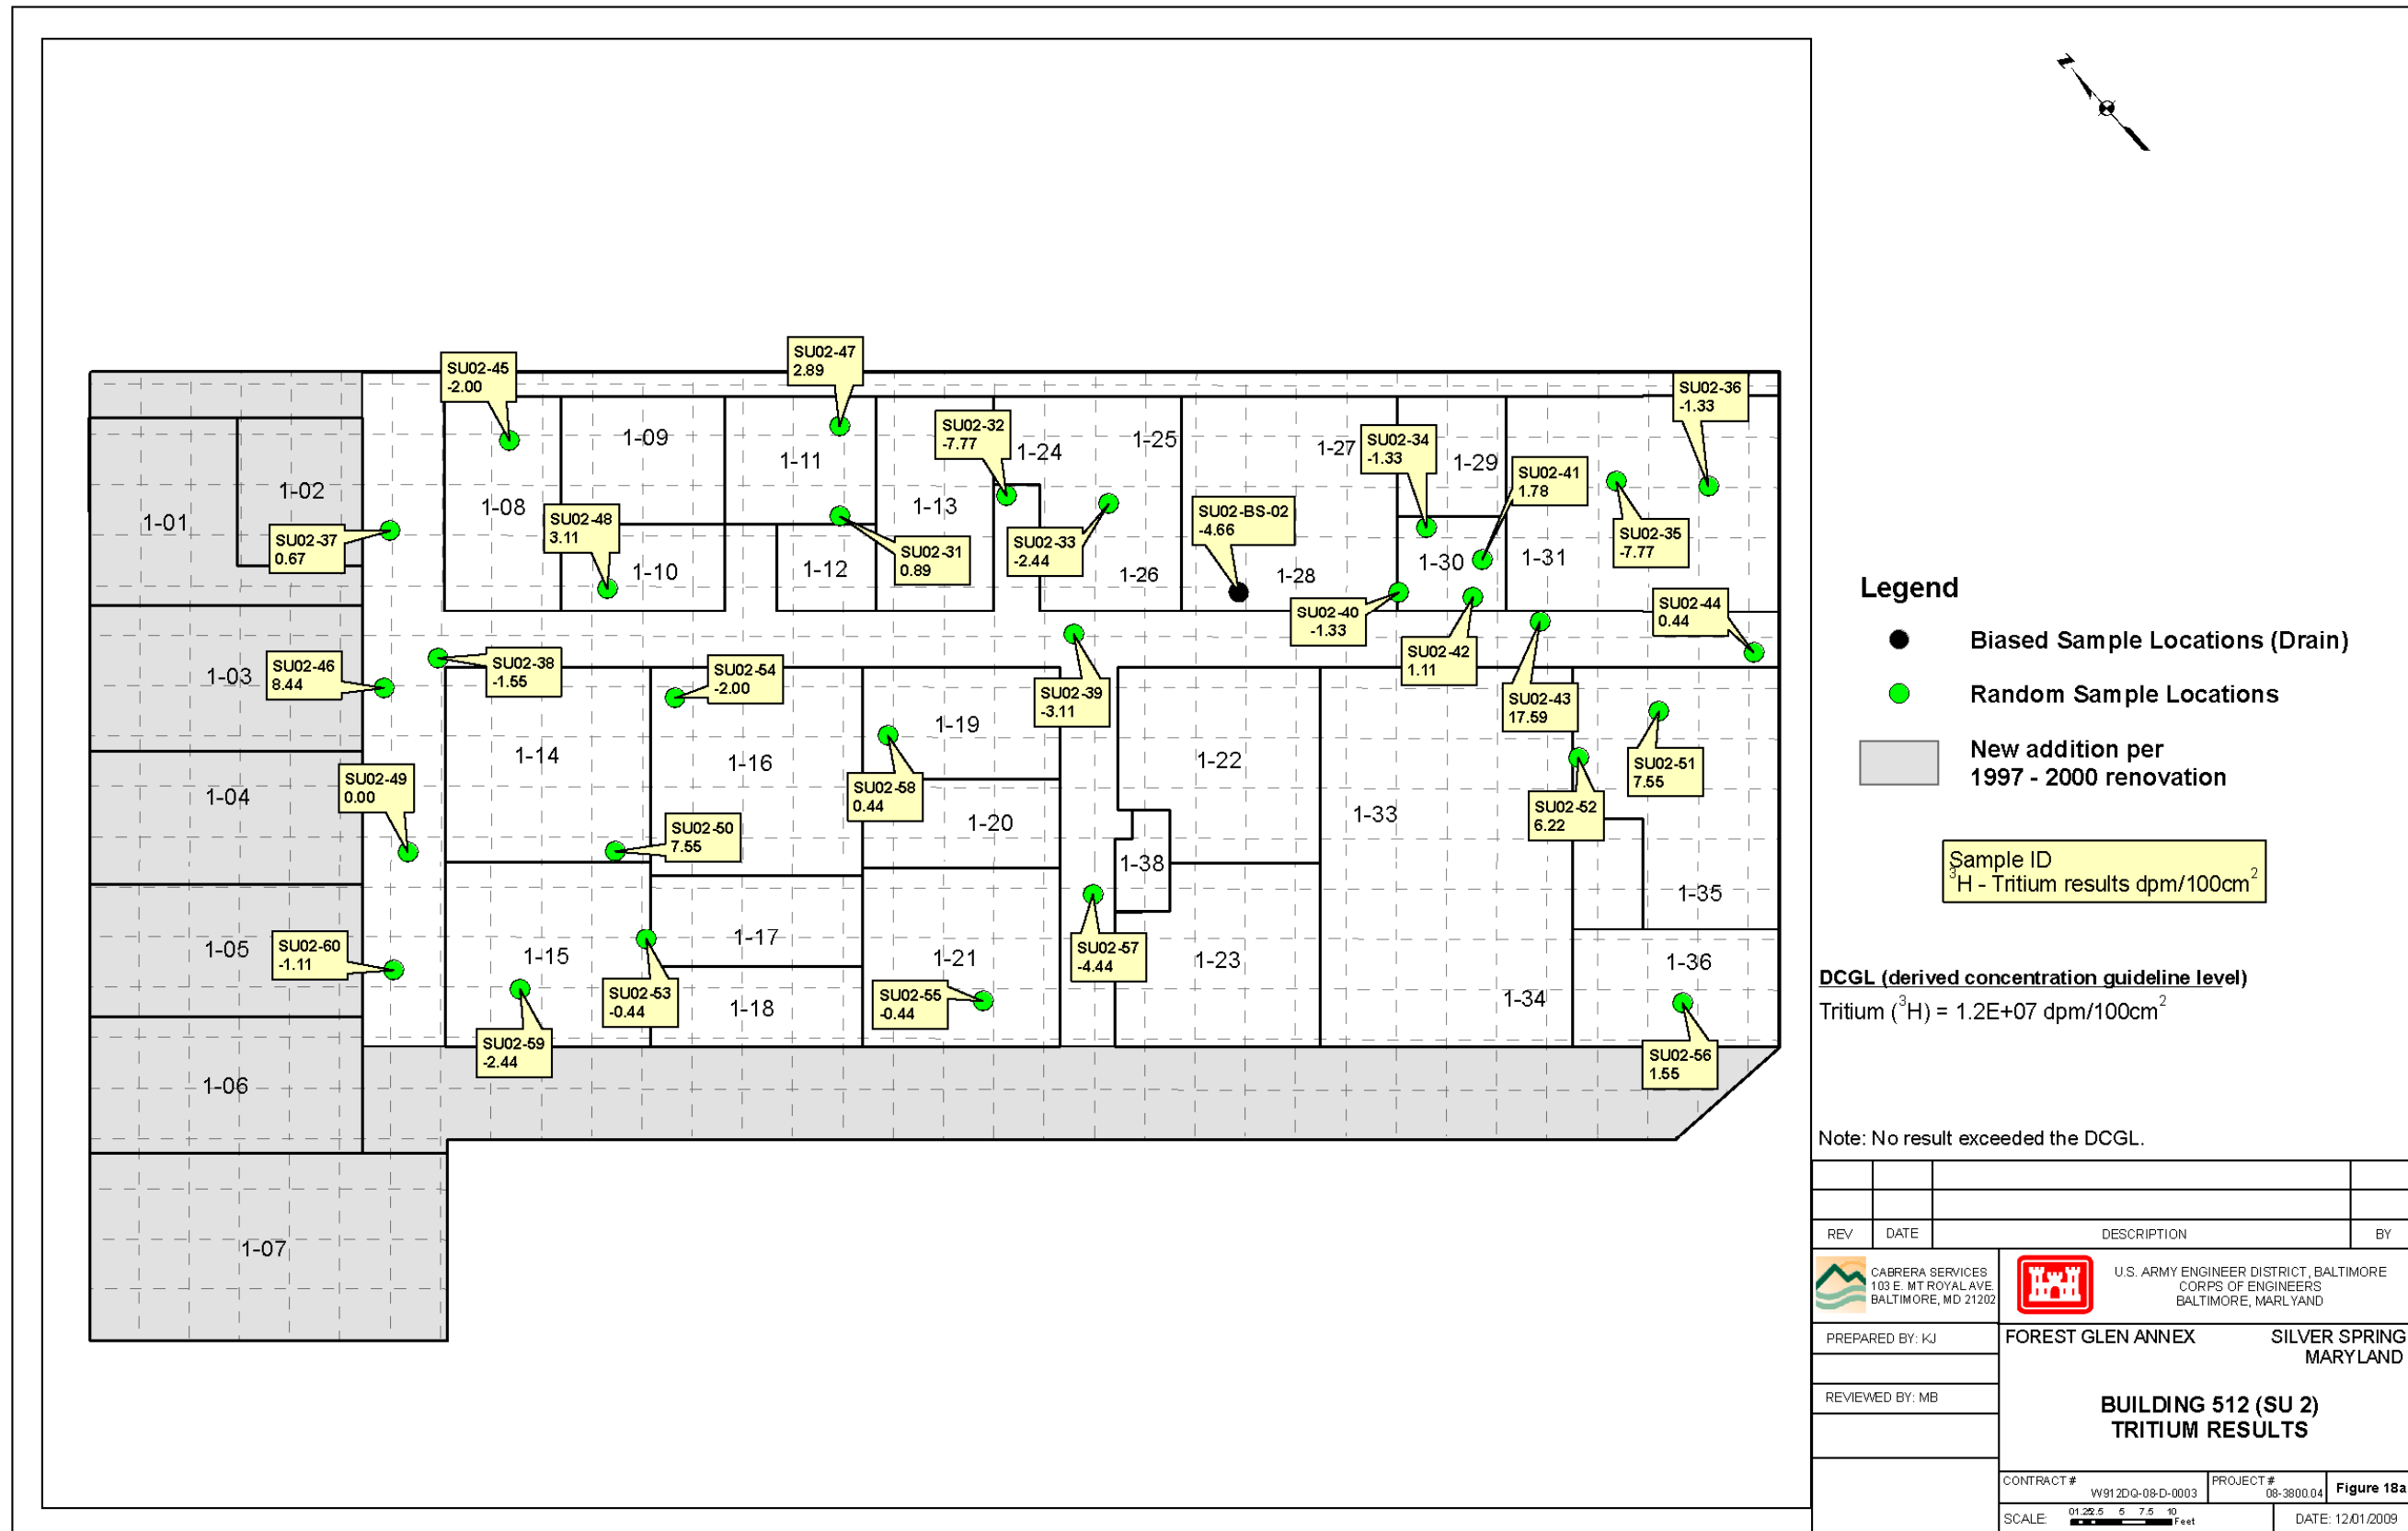 N
SU02-45
-2.00
SU02-47
2.89
SU02-36
-1.33
SU02-32
-7.77
SU02-34
-1.33
SU02-41
1.78
SU02-48
3.11
SU02-31
0.89
SU02-33
-2.44
SU02-BS-02
-4.66
SU02-35
-7.77
SU02-37
0.67
SU02-40
-1.33
SU02-44
0.44
SU02-42
1.11
SU02-46
8.44
SU02-38
-1.55
SU02-54
-2.00
SU02-39
-3.11
SU02-43
17.59
SU02-49
0.00
SU02-58
0.44
SU02-51
7.55
SU02-52
6.22
SU02-50
7.55
SU02-60
-1.11
SU02-57
-4.44
SU02-53
-0.44
SU02-55
-0.44
SU02-59
-2.44
SU02-56
1.55
1-01
1-02
1-03
1-04
1-05
1-06
1-07
1-08
1-09
1-10
1-11
1-12
1-13
1-14
1-15
1-16
1-17
1-18
1-19
1-20
1-21
1-22
1-23
1-24
1-25
1-26
1-27
1-28
1-29
1-30
1-31
1-33
1-34
1-35
1-36
1-38
Legend
Biased Sample Locations (Drain)
Random Sample Locations
New addition per
1997 - 2000 renovation
Sample ID
³H - Tritium results dpm/100cm²
DCGL (derived concentration guideline level)
Tritium (³H) = 1.2E+07 dpm/100cm²
Note: No result exceeded the DCGL.
REV DATE DESCRIPTION BY
CABRERA SERVICES
103 E. MT ROYAL AVE.
BALTIMORE, MD 21202
U.S. ARMY ENGINEER DISTRICT, BALTIMORE
CORPS OF ENGINEERS
BALTIMORE, MARLYAND
PREPARED BY: KJ
FOREST GLEN ANNEX SILVER SPRING
MARYLAND
REVIEWED BY: MB
BUILDING 512 (SU 2)
TRITIUM RESULTS
CONTRACT #
W912DQ-08-D-0003
PROJECT #
08-3800.04
Figure 18a
SCALE: 0 1.25 2.5 5 7.5 10
Feet
DATE: 12/01/2009